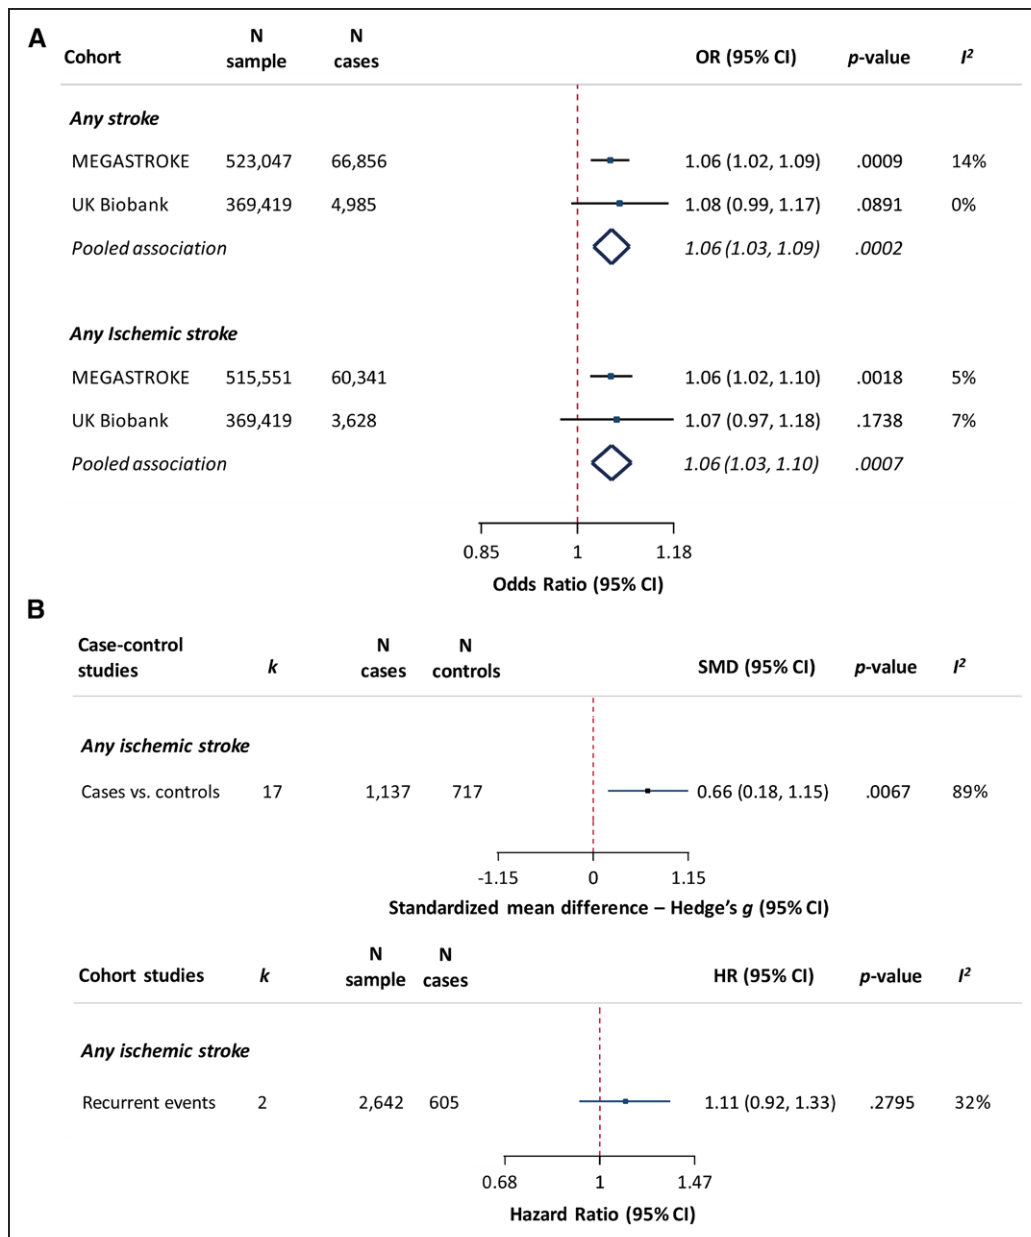 A
Cohort N sample N cases OR (95% CI) p-value I²
Any stroke
MEGASTROKE 523,047 66,856 1.06 (1.02, 1.09) .0009 14%
UK Biobank 369,419 4,985 1.08 (0.99, 1.17) .0891 0%
Pooled association 1.06 (1.03, 1.09) .0002
Any Ischemic stroke
MEGASTROKE 515,551 60,341 1.06 (1.02, 1.10) .0018 5%
UK Biobank 369,419 3,628 1.07 (0.97, 1.18) .1738 7%
Pooled association 1.06 (1.03, 1.10) .0007
0.85 1 1.18
Odds Ratio (95% CI)
B
Case-control studies k N cases N controls SMD (95% CI) p-value I²
Any ischemic stroke
Cases vs. controls 17 1,137 717 0.66 (0.18, 1.15) .0067 89%
-1.15 0 1.15
Standardized mean difference – Hedge's g (95% CI)
Cohort studies k N sample N cases HR (95% CI) p-value I²
Any ischemic stroke
Recurrent events 2 2,642 605 1.11 (0.92, 1.33) .2795 32%
0.68 1 1.47
Hazard Ratio (95% CI)